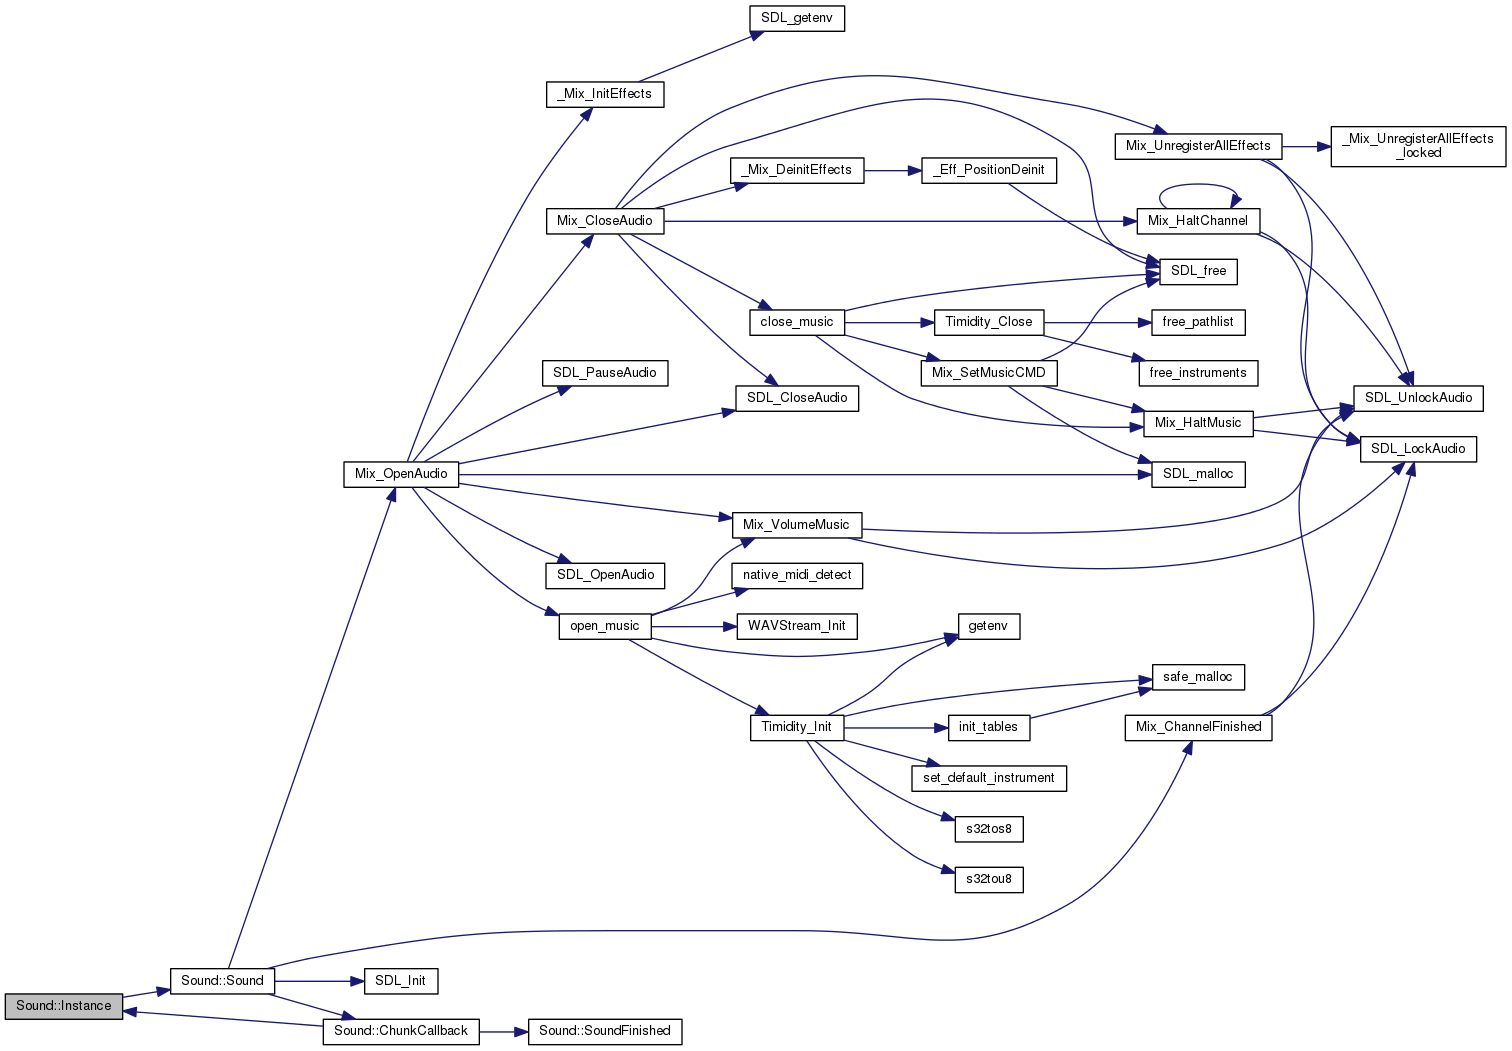 SDL_getenv
_Mix_InitEffects
Mix_UnregisterAllEffects
_Mix_UnregisterAllEffects
_locked
_Mix_DeinitEffects
_Eff_PositionDeinit
Mix_CloseAudio
Mix_HaltChannel
SDL_free
close_music
Timidity_Close
free_pathlist
SDL_PauseAudio
Mix_SetMusicCMD
free_instruments
SDL_CloseAudio
SDL_UnlockAudio
Mix_HaltMusic
SDL_LockAudio
Mix_OpenAudio
SDL_malloc
Mix_VolumeMusic
SDL_OpenAudio
native_midi_detect
open_music
WAVStream_Init
getenv
safe_malloc
Timidity_Init
init_tables
Mix_ChannelFinished
set_default_instrument
s32tos8
s32tou8
Sound::Sound
SDL_Init
Sound::Instance
Sound::ChunkCallback
Sound::SoundFinished